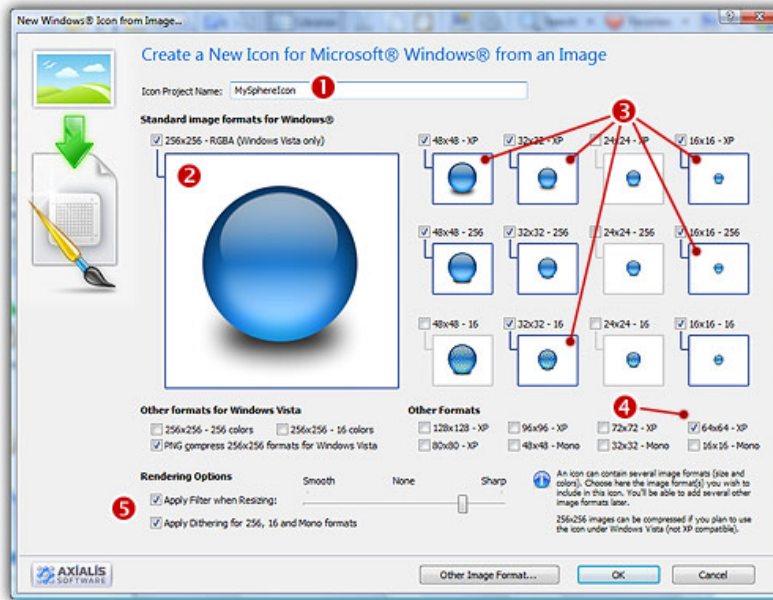 New Windows® Icon from Image...
Create a New Icon for Microsoft® Windows® from an Image
Icon Project Name: MySphereIcon 1
Standard image formats for Windows®
3
256x256 - RGBA (Windows Vista only)
48x48 - XP 32x32 - XP 24x24 - XP 16x16 - XP
2
48x48 - 256 32x32 - 256 24x24 - 256 16x16 - 256
48x48 - 16 32x32 - 16 24x24 - 16 16x16 - 16
Other formats for Windows Vista
Other Formats
4
256x256 - 256 colors 256x256 - 16 colors
128x128 - XP 96x96 - XP 72x72 - XP 64x64 - XP
PNG compress 256x256 formats for Windows Vista
80x80 - XP 48x48 - Mono 32x32 - Mono 16x16 - Mono
Rendering Options
Smooth None Sharp
5
Apply Filter when Resizing:
Apply Dithering for 256, 16 and Mono formats
An icon can contain several image formats (size and
colors). Choose here the image format(s) you wish to
include in this icon. You'll be able to add several other
image formats later.
256x256 images can be compressed if you plan to use
the icon under Windows Vista (not XP compatible).
AXIALIS
SOFTWARE
Other Image Format... OK Cancel